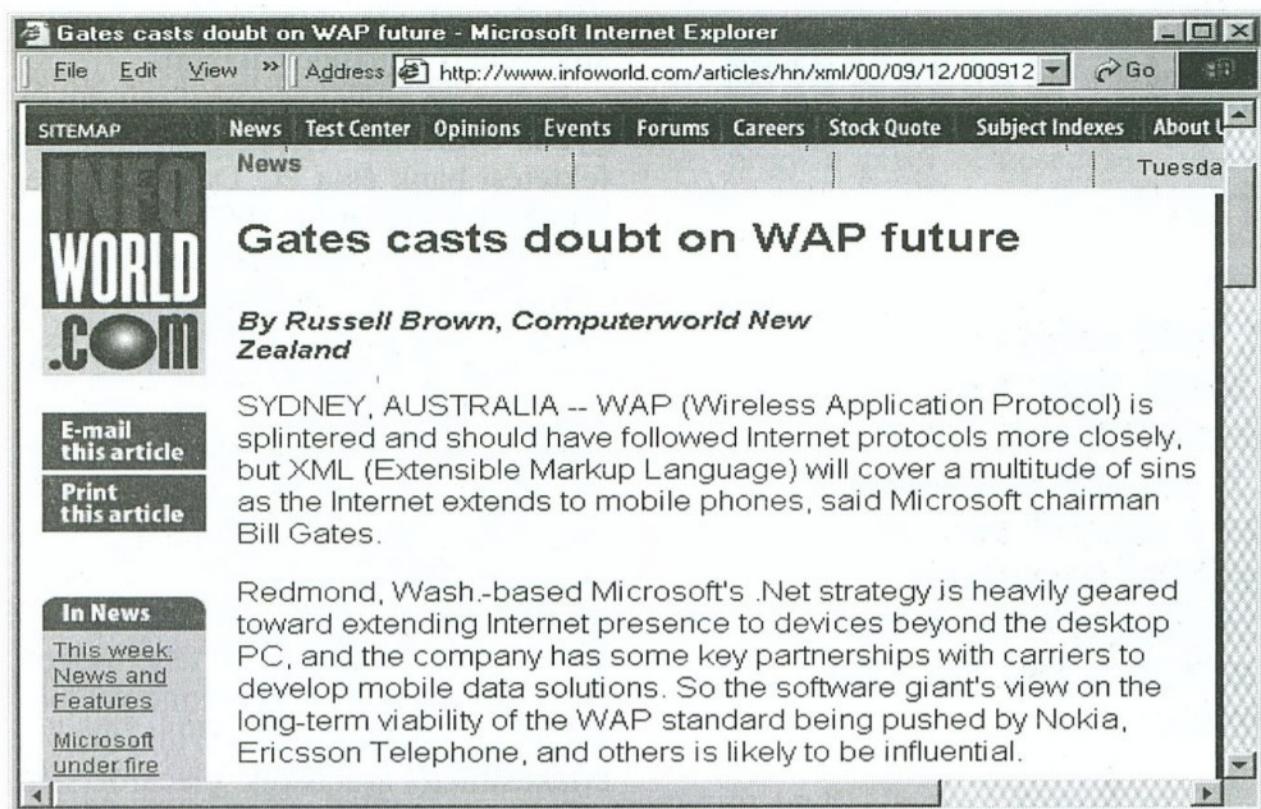 Gates casts doubt on WAP future - Microsoft Internet Explorer
File Edit View » Address http://www.infoworld.com/articles/hn/xml/00/09/12/000912 Go
SITEMAP News Test Center Opinions Events Forums Careers Stock Quote Subject Indexes About U
News Tuesda
INFO
WORLD
.COM
Gates casts doubt on WAP future
By Russell Brown, Computerworld New
Zealand
SYDNEY, AUSTRALIA -- WAP (Wireless Application Protocol) is
splintered and should have followed Internet protocols more closely,
but XML (Extensible Markup Language) will cover a multitude of sins
as the Internet extends to mobile phones, said Microsoft chairman
Bill Gates.
Redmond, Wash.-based Microsoft's .Net strategy is heavily geared
toward extending Internet presence to devices beyond the desktop
PC, and the company has some key partnerships with carriers to
develop mobile data solutions. So the software giant's view on the
long-term viability of the WAP standard being pushed by Nokia,
Ericsson Telephone, and others is likely to be influential.
E-mail
this article
Print
this article
In News
This week:
News and
Features
Microsoft
under fire